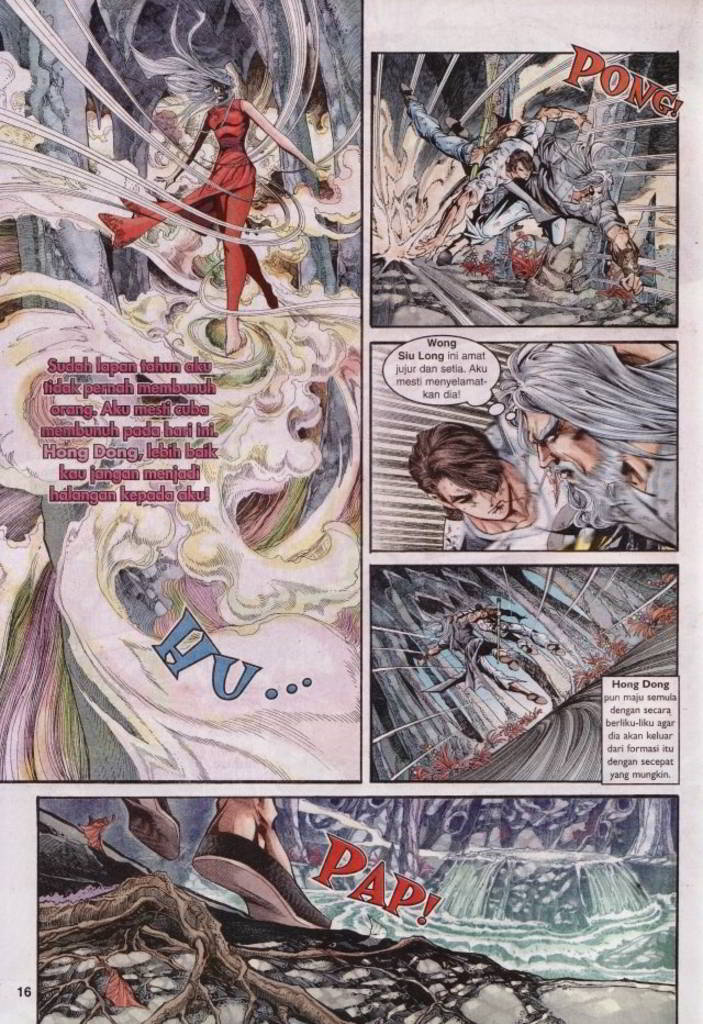 Sudah lapan tahun aku
tidak pernah membunuh
orang. Aku mesti cuba
membunuh pada hari ini.
Hong Dong, lebih baik
kau jangan menjadi
halangan kepada aku!
HU...
PONG!
Wong
Siu Long ini amat
jujur dan setia. Aku
mesti menyelamat-
kan dia!
Hong Dong
pun maju semula
dengan secara
berliku-liku agar
dia akan keluar
dari formasi itu
dengan secepat
yang mungkin.
PAP!
16